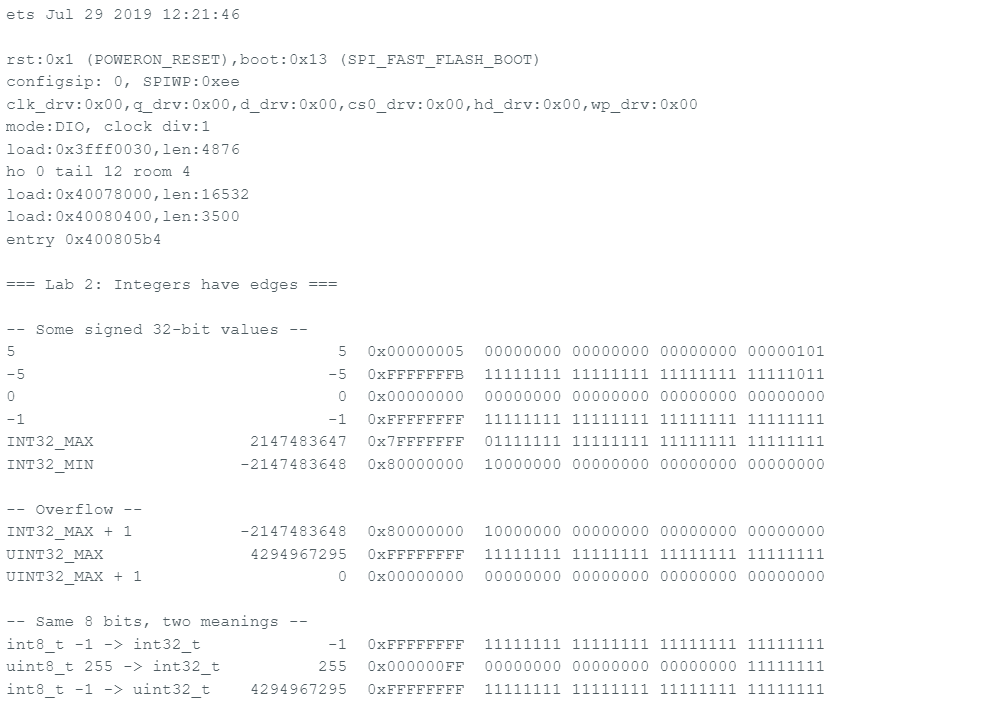 ets Jul 29 2019 12:21:46
rst:0x1 (POWERON_RESET),boot:0x13 (SPI_FAST_FLASH_BOOT)
configsip: 0, SPIWP:0xee
clk_drv:0x00,q_drv:0x00,d_drv:0x00,cs0_drv:0x00,hd_drv:0x00,wp_drv:0x00
mode:DIO, clock div:1
load:0x3fff0030,len:4876
ho 0 tail 12 room 4
load:0x40078000,len:16532
load:0x40080400,len:3500
entry 0x400805b4
=== Lab 2: Integers have edges ===
-- Some signed 32-bit values --
5 5 0x00000005 00000000 00000000 00000000 00000101
-5 -5 0xFFFFFFFB 11111111 11111111 11111111 11111011
0 0 0x00000000 00000000 00000000 00000000 00000000
-1 -1 0xFFFFFFFF 11111111 11111111 11111111 11111111
INT32_MAX 2147483647 0x7FFFFFFF 01111111 11111111 11111111 11111111
INT32_MIN -2147483648 0x80000000 10000000 00000000 00000000 00000000
-- Overflow --
INT32_MAX + 1 -2147483648 0x80000000 10000000 00000000 00000000 00000000
UINT32_MAX 4294967295 0xFFFFFFFF 11111111 11111111 11111111 11111111
UINT32_MAX + 1 0 0x00000000 00000000 00000000 00000000 00000000
-- Same 8 bits, two meanings --
int8_t -1 -> int32_t -1 0xFFFFFFFF 11111111 11111111 11111111 11111111
uint8_t 255 -> int32_t 255 0x000000FF 00000000 00000000 00000000 11111111
int8_t -1 -> uint32_t 4294967295 0xFFFFFFFF 11111111 11111111 11111111 11111111